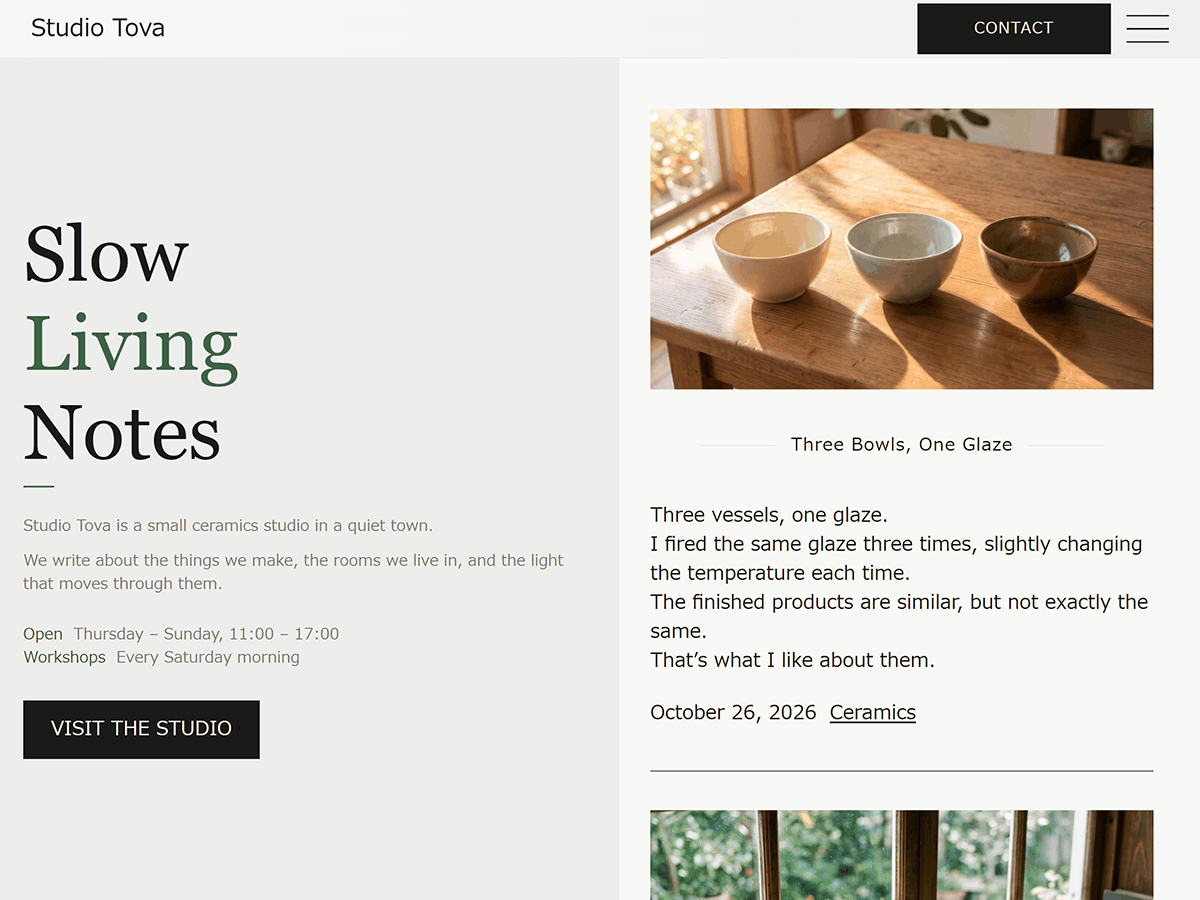 Studio Tova
CONTACT
Slow
Living
Notes
Studio Tova is a small ceramics studio in a quiet town.
We write about the things we make, the rooms we live in, and the light
that moves through them.
Open Thursday – Sunday, 11:00 – 17:00
Workshops Every Saturday morning
VISIT THE STUDIO
Three Bowls, One Glaze
Three vessels, one glaze.
I fired the same glaze three times, slightly changing
the temperature each time.
The finished products are similar, but not exactly the
same.
That’s what I like about them.
October 26, 2026 Ceramics